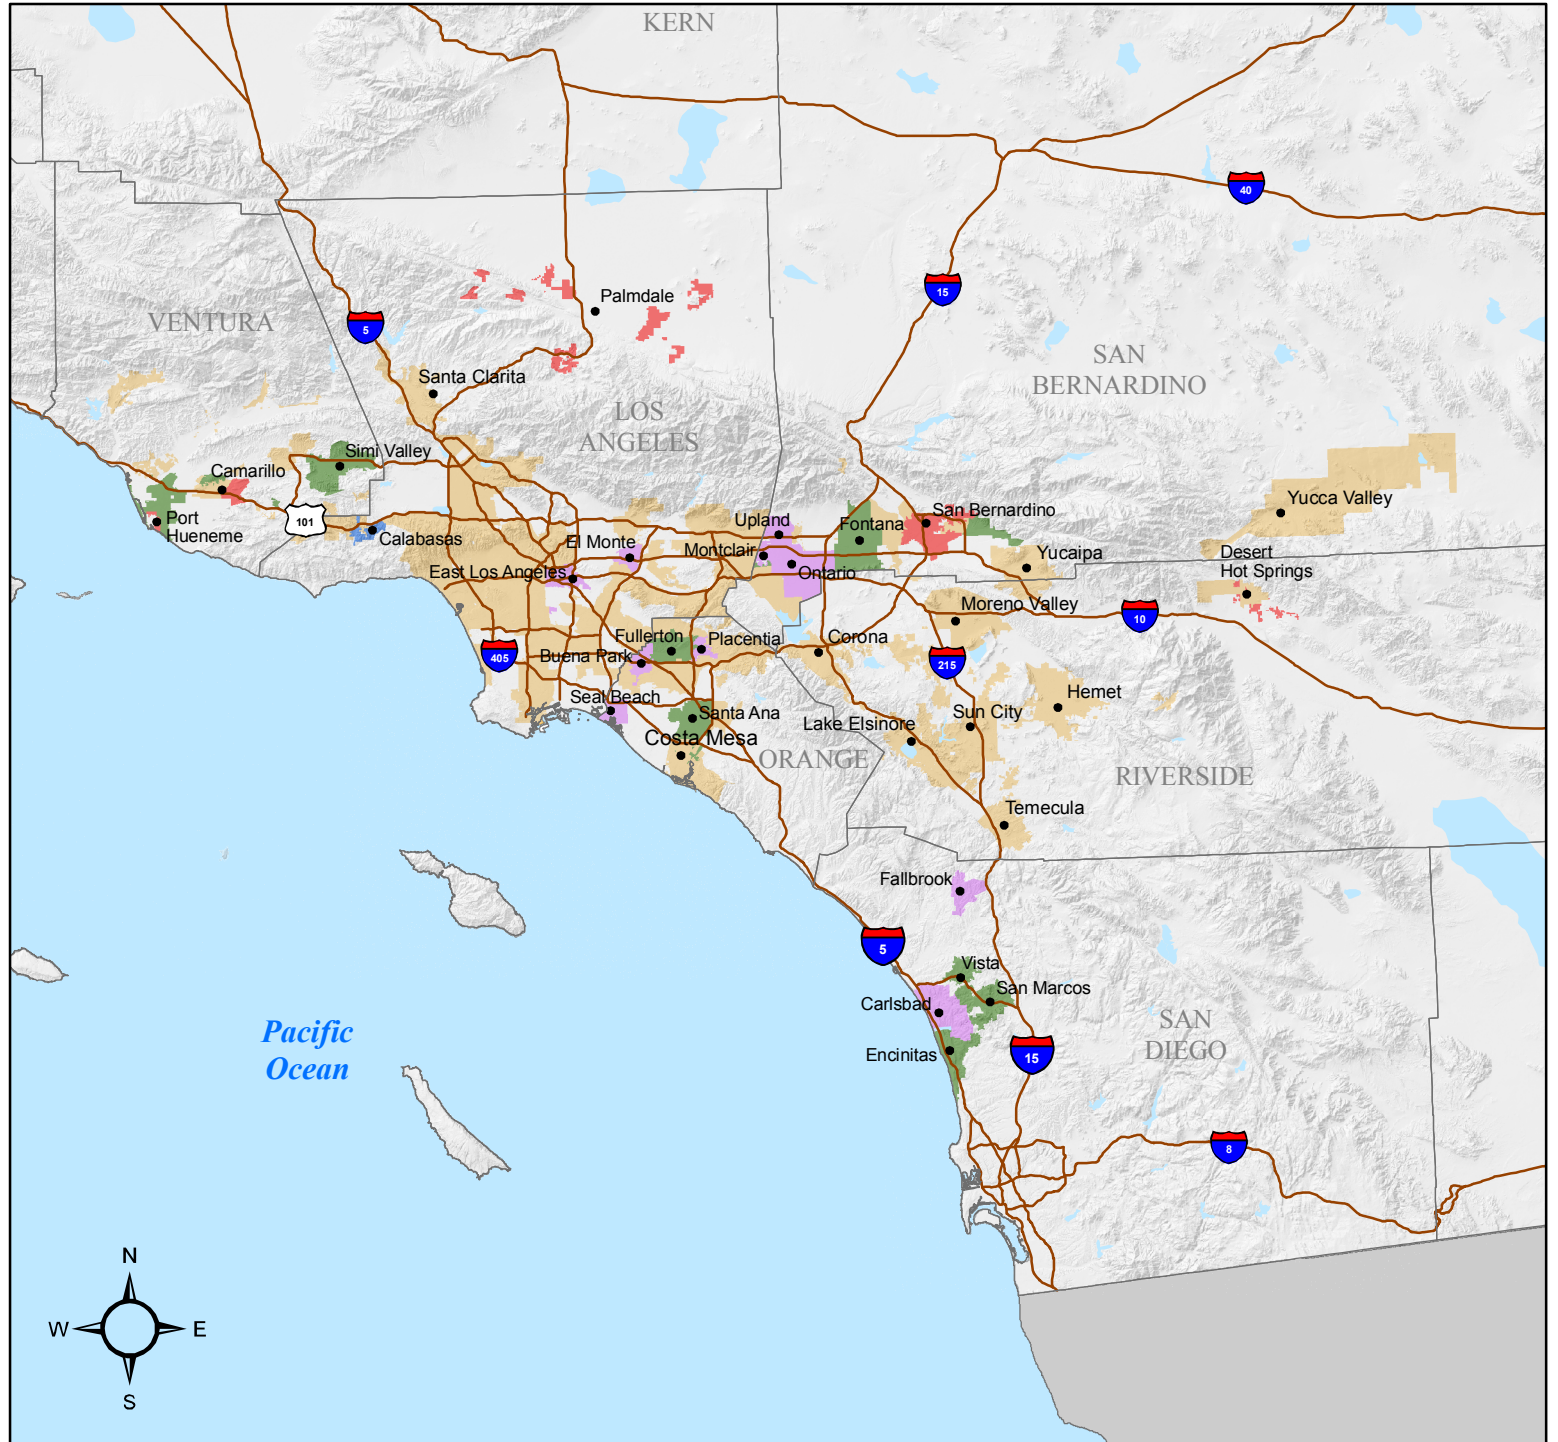 KERN
40
15
Palmdale
VENTURA
5
SAN
BERNARDINO
Santa Clarita
LOS
ANGELES
Simi Valley
Camarillo
Yucca Valley
Port
Hueneme
101
Calabasas
Upland
Fontana
San Bernardino
El Monte
Montclair
Yucaipa
Desert
Hot Springs
East Los Angeles
Ontario
Moreno Valley
10
Fullerton
Placentia
Corona
405
Buena Park
215
Seal Beach
Hemet
Santa Ana
Lake Elsinore
Sun City
Costa Mesa
ORANGE
RIVERSIDE
Temecula
Fallbrook
5
Vista
San Marcos
Carlsbad
Pacific
Ocean
SAN
DIEGO
Encinitas
15
8
N
W
E
S